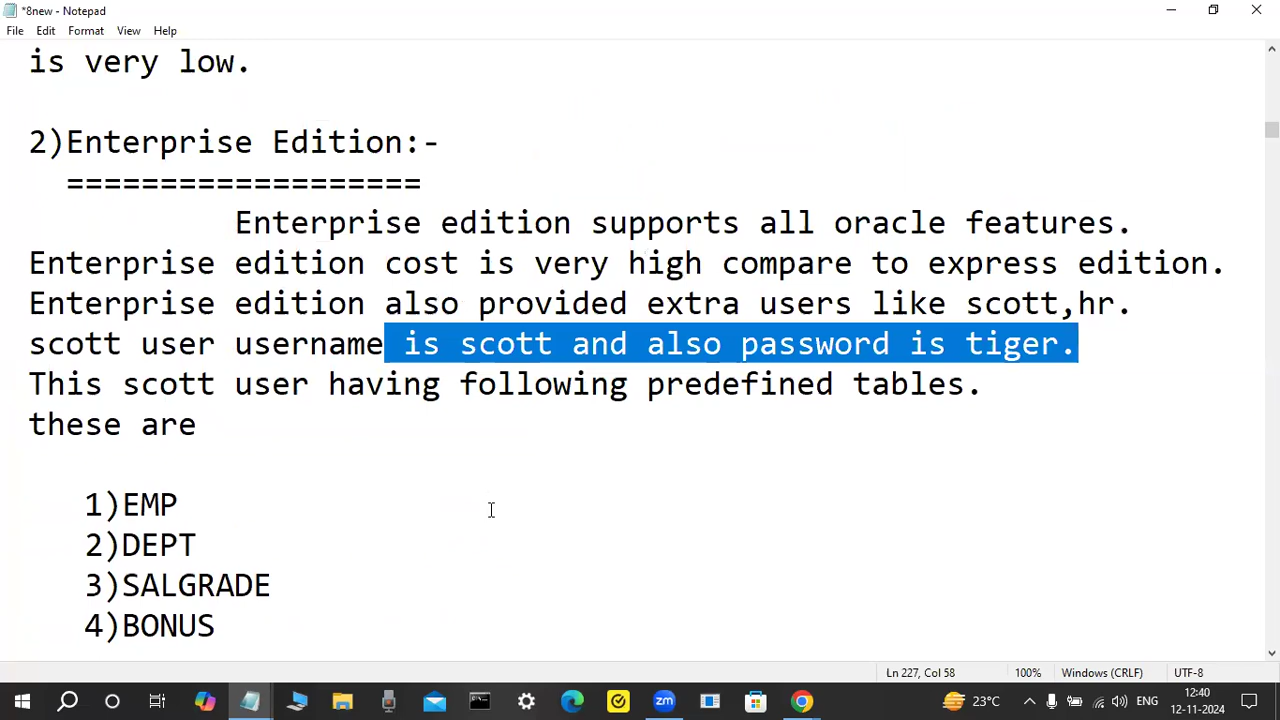 *8new - Notepad
File Edit Format View Help
is very low.
2)Enterprise Edition:-
===================
Enterprise edition supports all oracle features.
Enterprise edition cost is very high compare to express edition.
Enterprise edition also provided extra users like scott,hr.
scott user username is scott and also password is tiger.
This scott user having following predefined tables.
these are
1)EMP
2)DEPT
3)SALGRADE
4)BONUS
Ln 227, Col 58 100% Windows (CRLF) UTF-8
zm 23°C ENG 12:40
12-11-2024